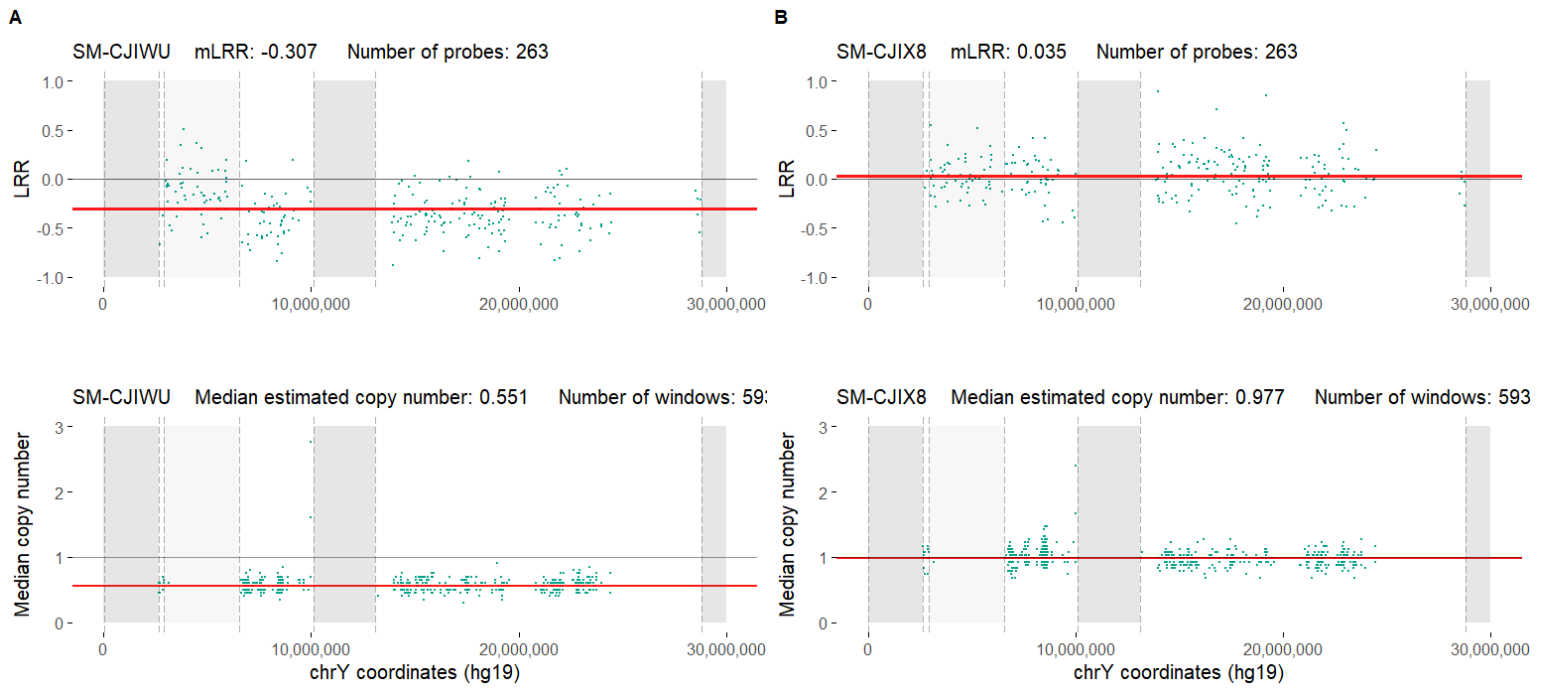 A
SM-CJIWU mLRR: -0.307 Number of probes: 263
LRR
1.0
0.5
0.0
-0.5
-1.0
0 10,000,000 20,000,000 30,000,000
SM-CJIWU Median estimated copy number: 0.551 Number of windows: 593
Median copy number
3
2
1
0
0 10,000,000 20,000,000 30,000,000
chrY coordinates (hg19)
B
SM-CJIX8 mLRR: 0.035 Number of probes: 263
LRR
1.0
0.5
0.0
-0.5
-1.0
0 10,000,000 20,000,000 30,000,000
SM-CJIX8 Median estimated copy number: 0.977 Number of windows: 593
Median copy number
3
2
1
0
0 10,000,000 20,000,000 30,000,000
chrY coordinates (hg19)